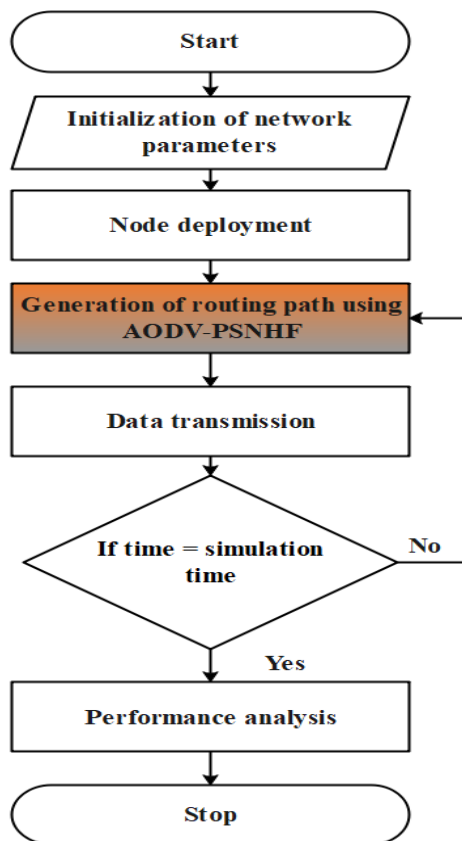 Start
Initialization of network
parameters
Node deployment
Generation of routing path using
AODV-PSNHF
Data transmission
If time = simulation
time
No
Yes
Performance analysis
Stop